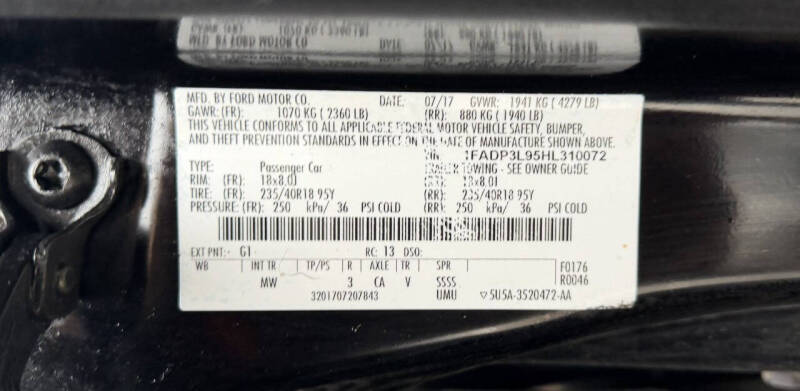 MFD. BY FORD MOTOR CO. DATE: 07/17 GVWR: 1941 KG ( 4279 LB)
GAWR: (FR): 1070 KG ( 2360 LB) (RR): 880 KG ( 1940 LB)
THIS VEHICLE CONFORMS TO ALL APPLICABLE FEDERAL MOTOR VEHICLE SAFETY, BUMPER,
AND THEFT PREVENTION STANDARDS IN EFFECT ON THE DATE OF MANUFACTURE SHOWN ABOVE.
VIN: 1FADP3L95HL310072
TYPE: Passenger Car TRAILER TOWING - SEE OWNER GUIDE
RIM: (FR): 18x8.0J (RR): 18x8.0J
TIRE: (FR): 235/40R18 95Y (RR): 235/40R18 95Y
PRESSURE: (FR): 250 kPa/ 36 PSI COLD (RR): 250 kPa/ 36 PSI COLD
EXT PNT: G1 RC: 13 DSO:
WB INT TR TP/PS R AXLE TR SPR F0176
MW 3 CA V SSSS R0046
3201707207843 UMU ▽5U5A-3520472-AA